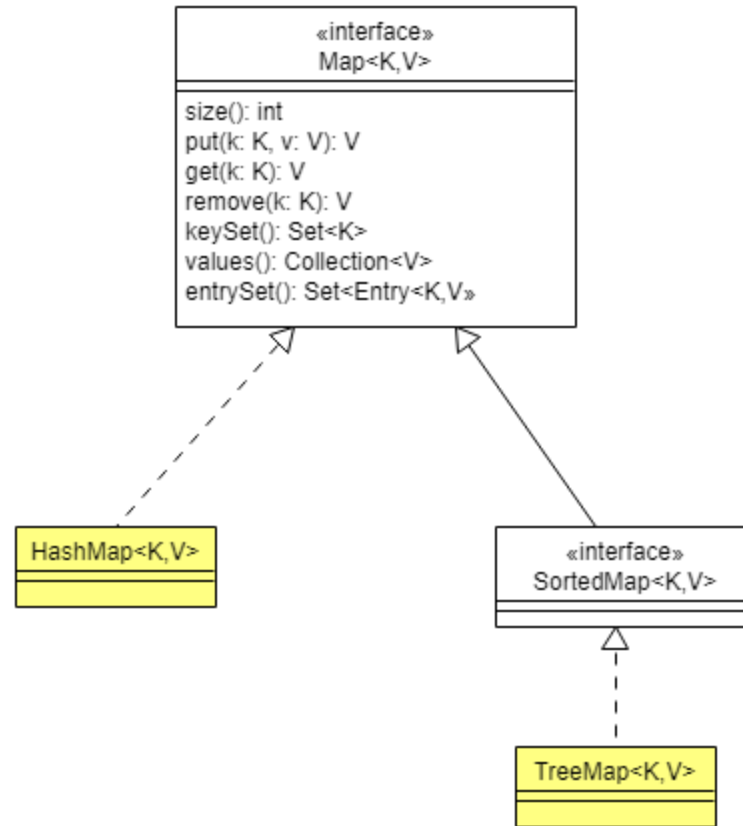 «interface»
Map<K,V>
size(): int
put(k: K, v: V): V
get(k: K): V
remove(k: K): V
keySet(): Set<K>
values(): Collection<V>
entrySet(): Set<Entry<K,V»
HashMap<K,V>
«interface»
SortedMap<K,V>
TreeMap<K,V>